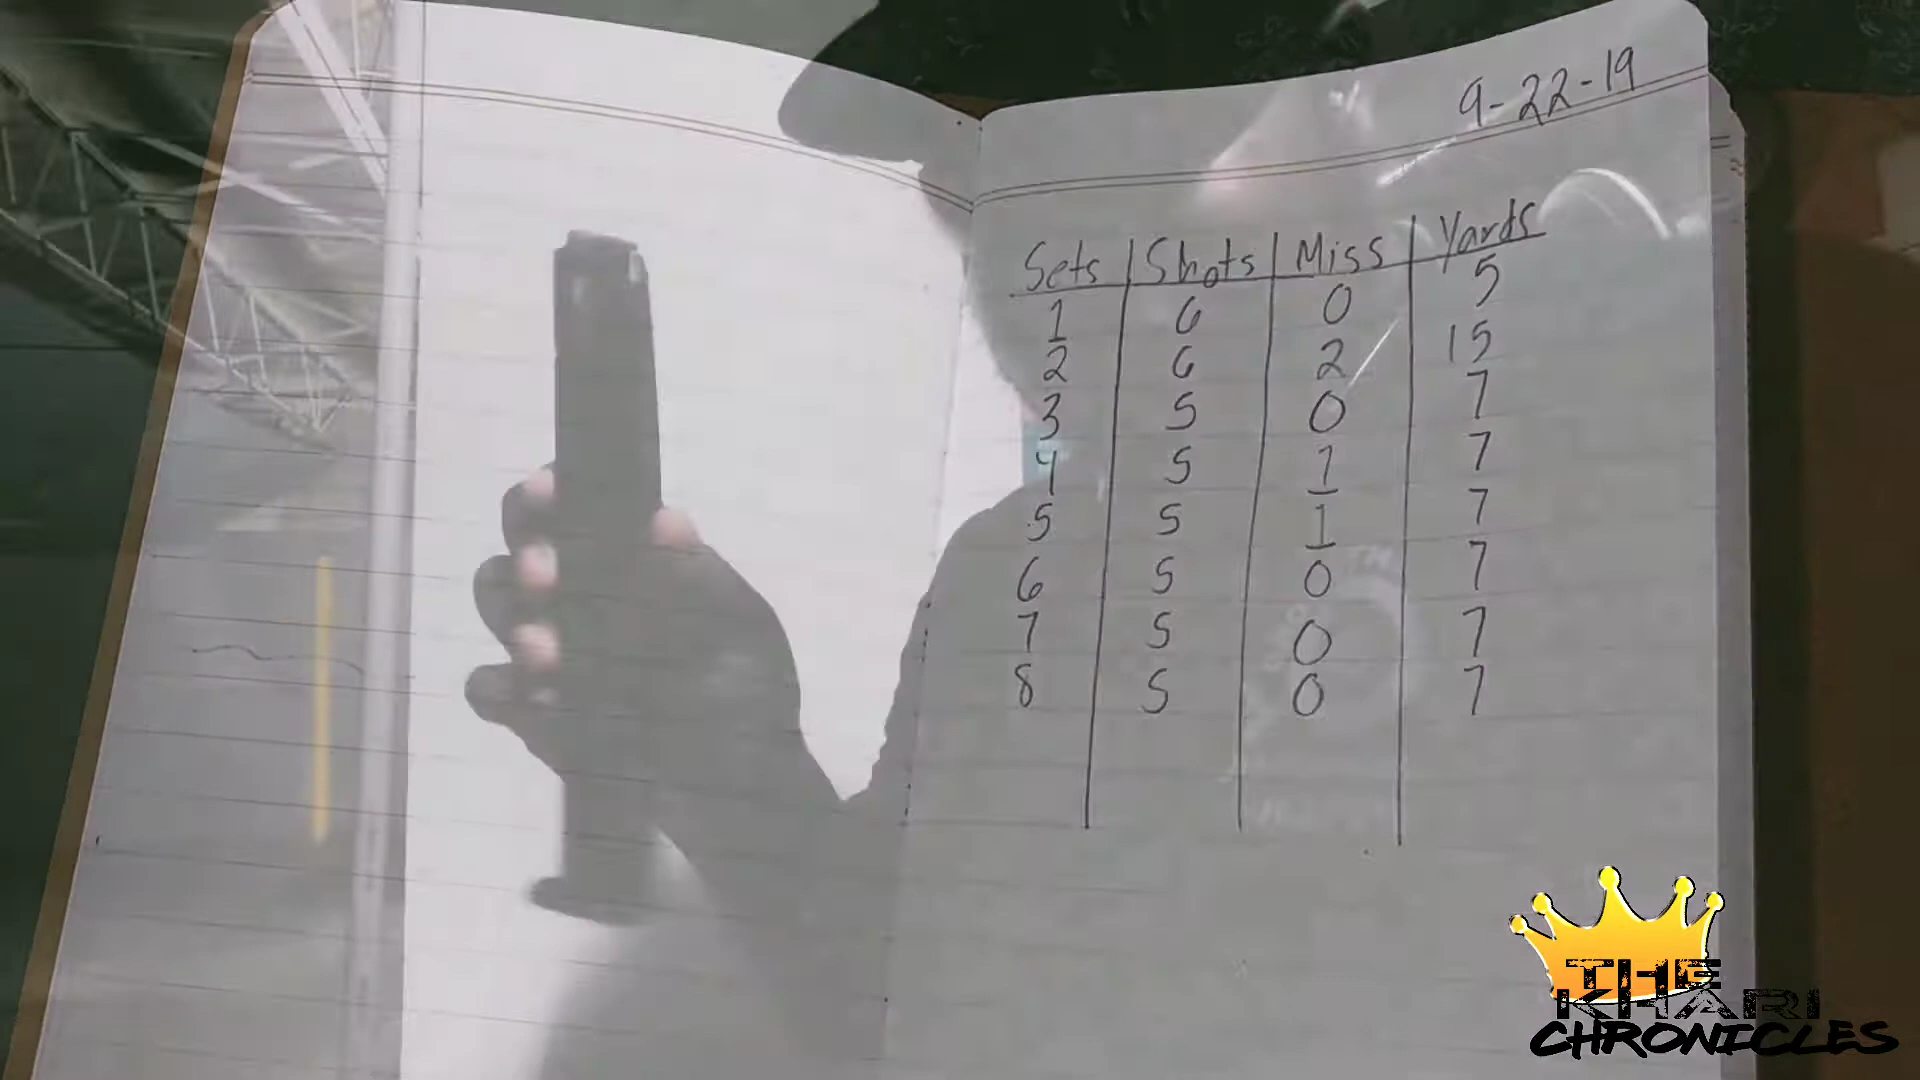 9-22-19
Sets Shots Miss Yards
1 6 0 5
2 6 2 15
3 5 0 7
4 5 1 7
5 5 1 7
6 5 0 7
7 5 0 7
8 5 0 7
THE
KHARI
CHRONICLES